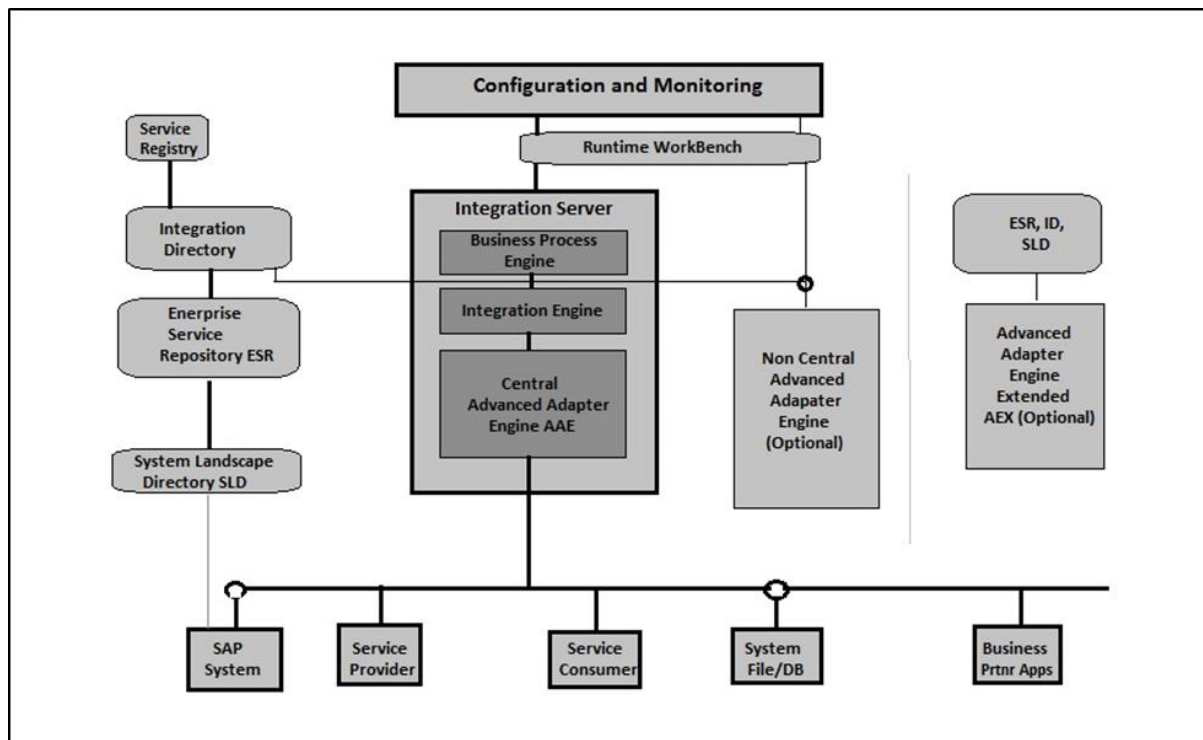 Configuration and Monitoring
Service
Registry
Runtime WorkBench
Integration Server
Integration
Directory
Business Process
Engine
ESR, ID,
SLD
Enerprise
Service
Repository ESR
Integration Engine
Non Central
Advanced
Adapater
Engine
(Optional)
Advanced
Adapter
Engine
Extended
AEX (Optional)
Central
Advanced Adapter
Engine AAE
System Landscape
Directory SLD
SAP
System
Service
Provider
Service
Consumer
System
File/DB
Business
Prtnr Apps